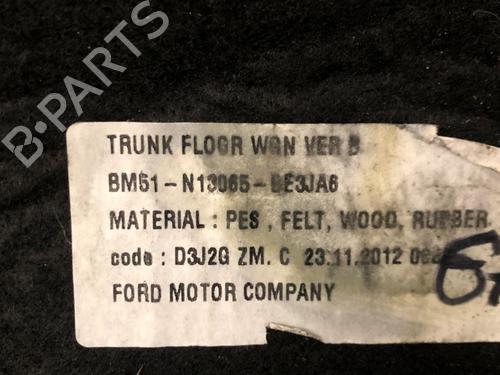 TRUNK FLOOR WGN VER B
BM51-N13065-BE3JA6
MATERIAL : PES , FELT, WOOD, RUBBER
code : D3J2G ZM. C 23.11.2012
FORD MOTOR COMPANY
B-PARTS